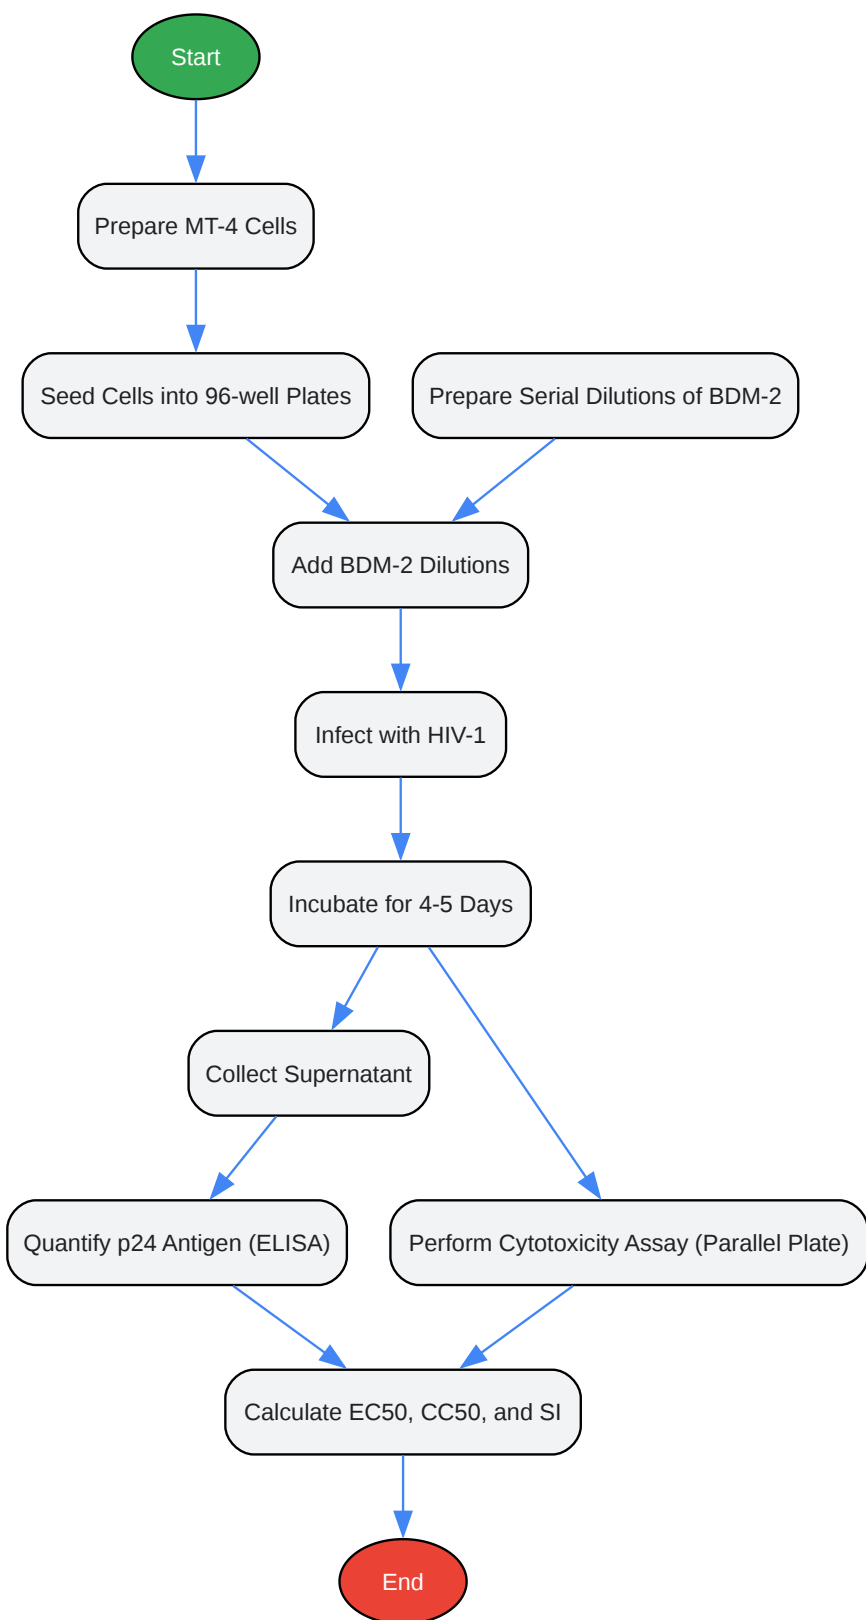 Start
Prepare MT-4 Cells
Seed Cells into 96-well Plates
Prepare Serial Dilutions of BDM-2
Add BDM-2 Dilutions
Infect with HIV-1
Incubate for 4-5 Days
Collect Supernatant
Quantify p24 Antigen (ELISA)
Perform Cytotoxicity Assay (Parallel Plate)
Calculate EC50, CC50, and SI
End